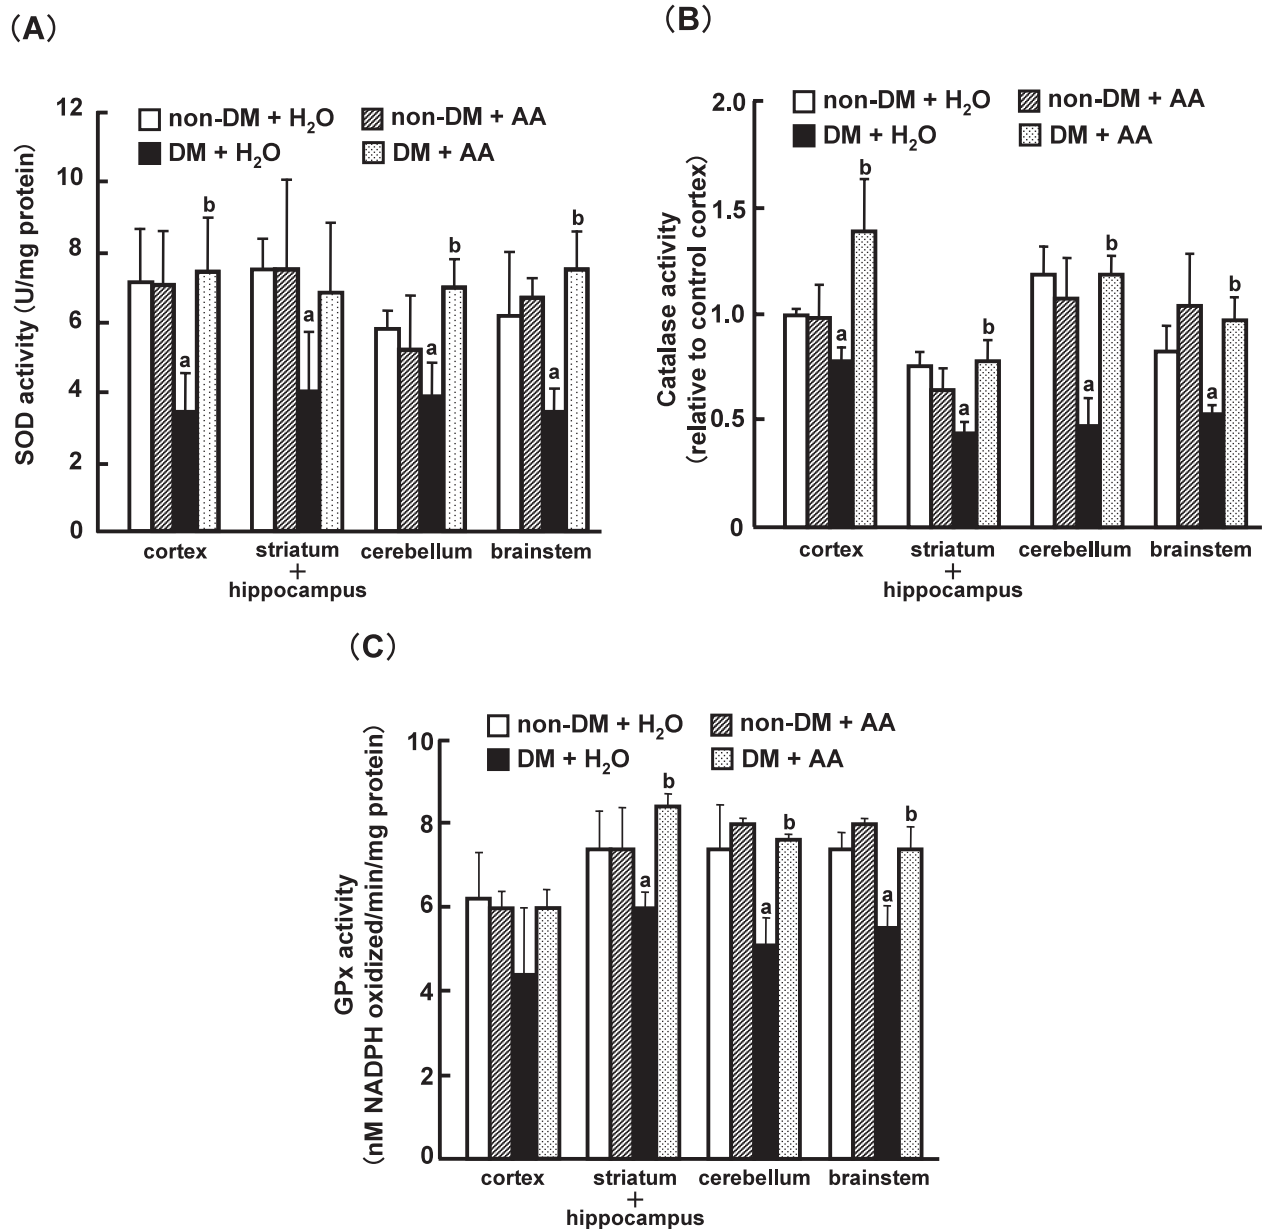 (A)
SOD activity (U/mg protein)
12
10
8
6
4
2
0
non-DM + H₂O
non-DM + AA
DM + H₂O
DM + AA
a
b
a
a
b
a
b
cortex
striatum
+
hippocampus
cerebellum
brainstem
(B)
Catalase activity
(relative to control cortex)
2.0
1.5
1.0
0.5
0
non-DM + H₂O
non-DM + AA
DM + H₂O
DM + AA
a
b
a
b
a
b
a
b
cortex
striatum
+
hippocampus
cerebellum
brainstem
(C)
GPx activity
(nM NADPH oxidized/min/mg protein)
10
8
6
4
2
0
non-DM + H₂O
non-DM + AA
DM + H₂O
DM + AA
a
b
a
b
a
b
cortex
striatum
+
hippocampus
cerebellum
brainstem